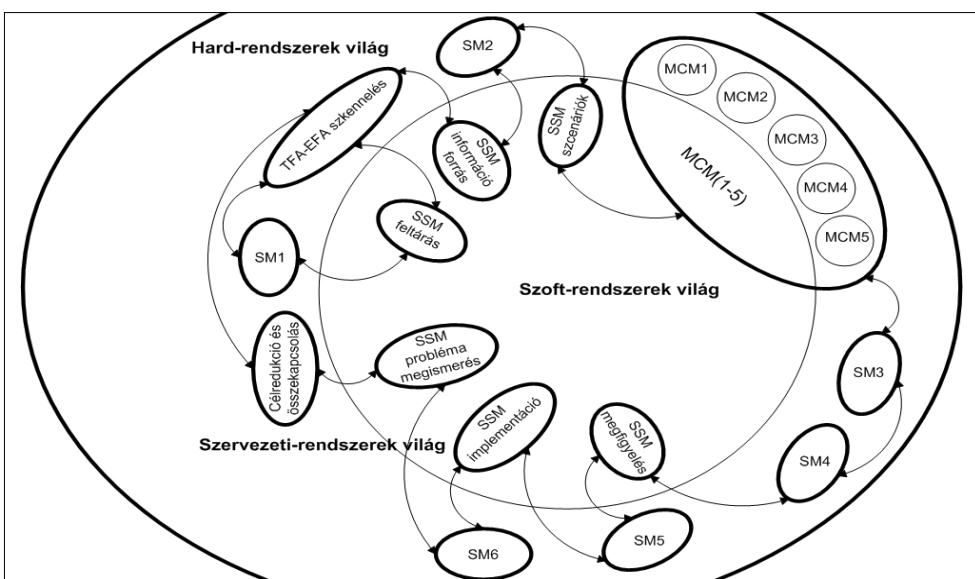 Hard-rendszerek világ
SM2
MCM1
MCM2
MCM3
MCM4
MCM5
MCM(1-5)
TFA-EFA szkennelés
SSM
információ
forrás
SSM
szcenáriók
SSM
feltárás
SM1
Szoft-rendszerek világ
Célredukció és
összekapcsolás
SSM
probléma
megismerés
SM3
Szervezeti-rendszerek világ
SSM
implementáció
SSM
megfigyelés
SM4
SM6
SM5